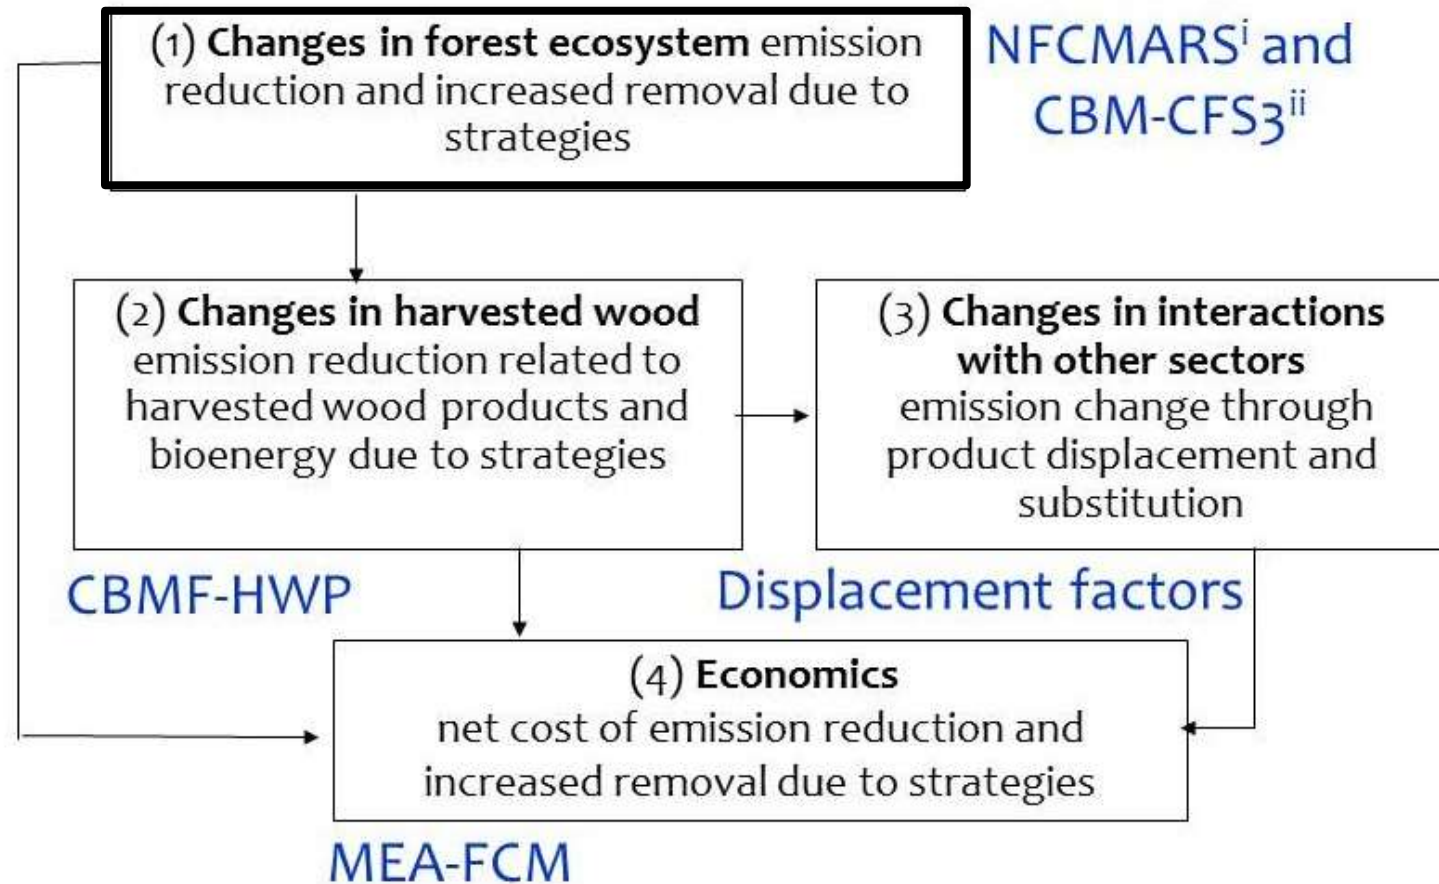 (1) Changes in forest ecosystem emission
reduction and increased removal due to
strategies
NFCMARSⁱ and
CBM-CFS3ⁱⁱ
(2) Changes in harvested wood
emission reduction related to
harvested wood products and
bioenergy due to strategies
(3) Changes in interactions
with other sectors
emission change through
product displacement and
substitution
CBMF-HWP
Displacement factors
(4) Economics
net cost of emission reduction and
increased removal due to strategies
MEA-FCM